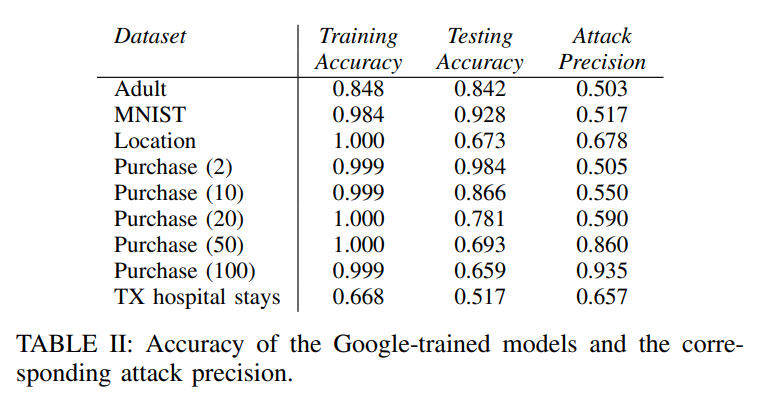 Dataset Training Testing Attack
Accuracy Accuracy Precision
Adult 0.848 0.842 0.503
MNIST 0.984 0.928 0.517
Location 1.000 0.673 0.678
Purchase (2) 0.999 0.984 0.505
Purchase (10) 0.999 0.866 0.550
Purchase (20) 1.000 0.781 0.590
Purchase (50) 1.000 0.693 0.860
Purchase (100) 0.999 0.659 0.935
TX hospital stays 0.668 0.517 0.657
TABLE II: Accuracy of the Google-trained models and the corre-
sponding attack precision.